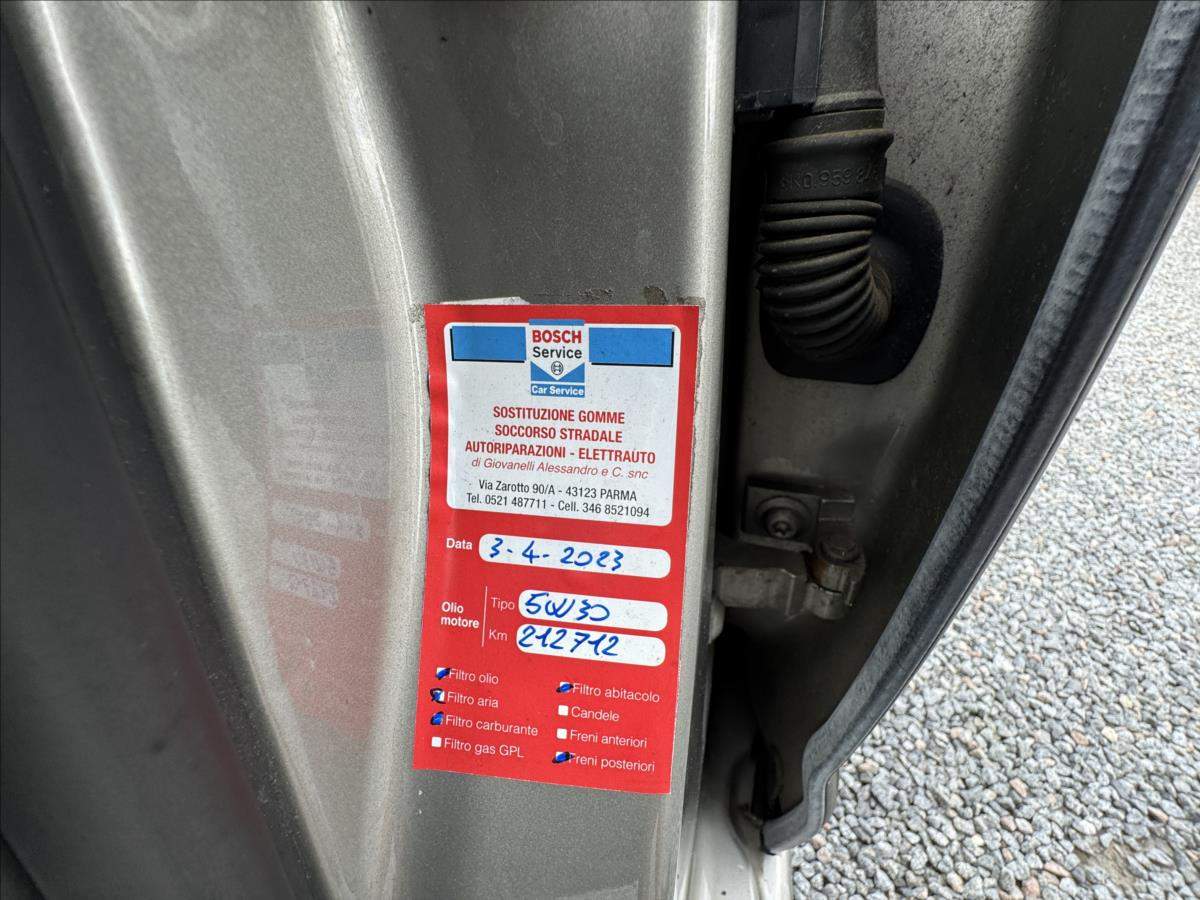 BOSCH
Service
Car Service
SOSTITUZIONE GOMME
SOCCORSO STRADALE
AUTORIPARAZIONI - ELETTRAUTO
di Giovanelli Alessandro e C. snc
Via Zarotto 90/A - 43123 PARMA
Tel. 0521 487711 - Cell. 346 8521094
Data 3-4-2023
Olio motore
Tipo 5W30
Km 212712
Filtro olio
Filtro aria
Filtro carburante
Filtro gas GPL
Filtro abitacolo
Candele
Freni anteriori
Freni posteriori